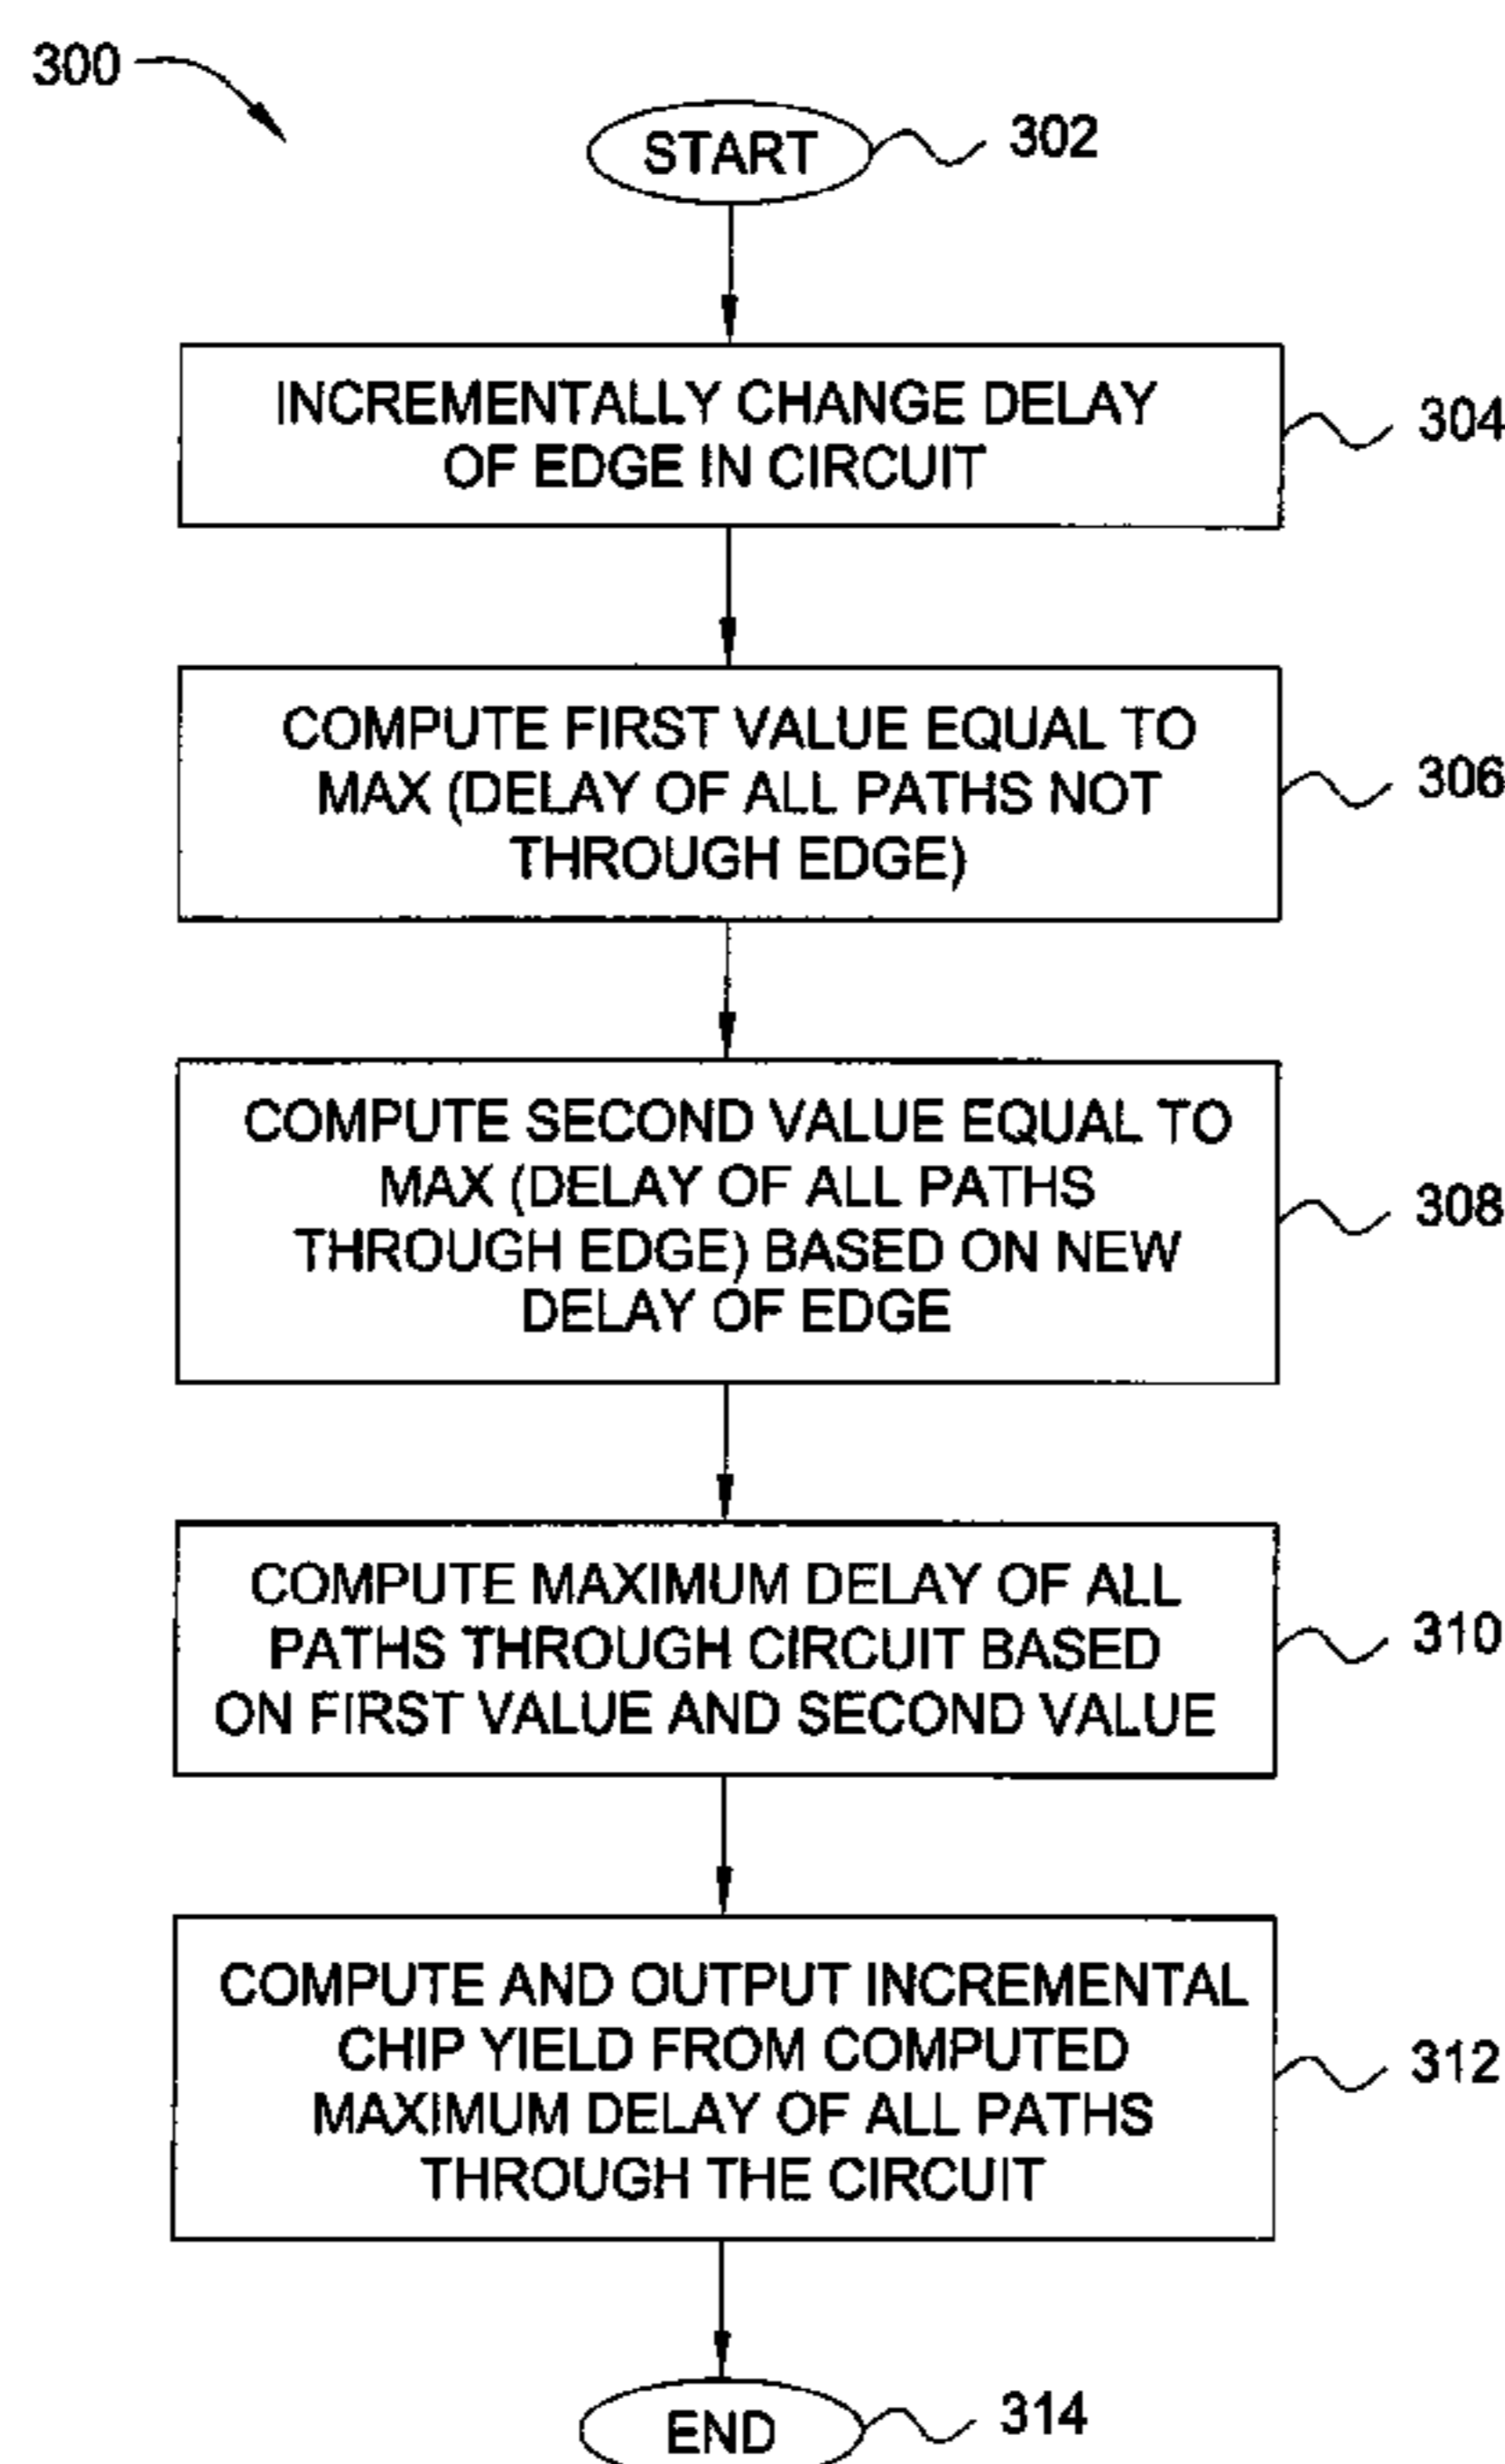 300
START
302
INCREMENTALLY CHANGE DELAY
OF EDGE IN CIRCUIT
304
COMPUTE FIRST VALUE EQUAL TO
MAX (DELAY OF ALL PATHS NOT
THROUGH EDGE)
306
COMPUTE SECOND VALUE EQUAL TO
MAX (DELAY OF ALL PATHS
THROUGH EDGE) BASED ON NEW
DELAY OF EDGE
308
COMPUTE MAXIMUM DELAY OF ALL
PATHS THROUGH CIRCUIT BASED
ON FIRST VALUE AND SECOND VALUE
310
COMPUTE AND OUTPUT INCREMENTAL
CHIP YIELD FROM COMPUTED
MAXIMUM DELAY OF ALL PATHS
THROUGH THE CIRCUIT
312
END
314